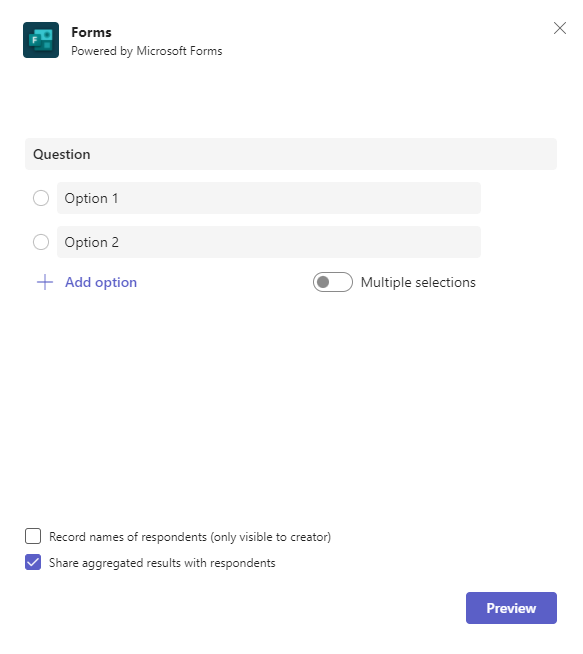 Forms
Powered by Microsoft Forms
Question
Option 1
Option 2
Add option
Multiple selections
Record names of respondents (only visible to creator)
Share aggregated results with respondents
Preview